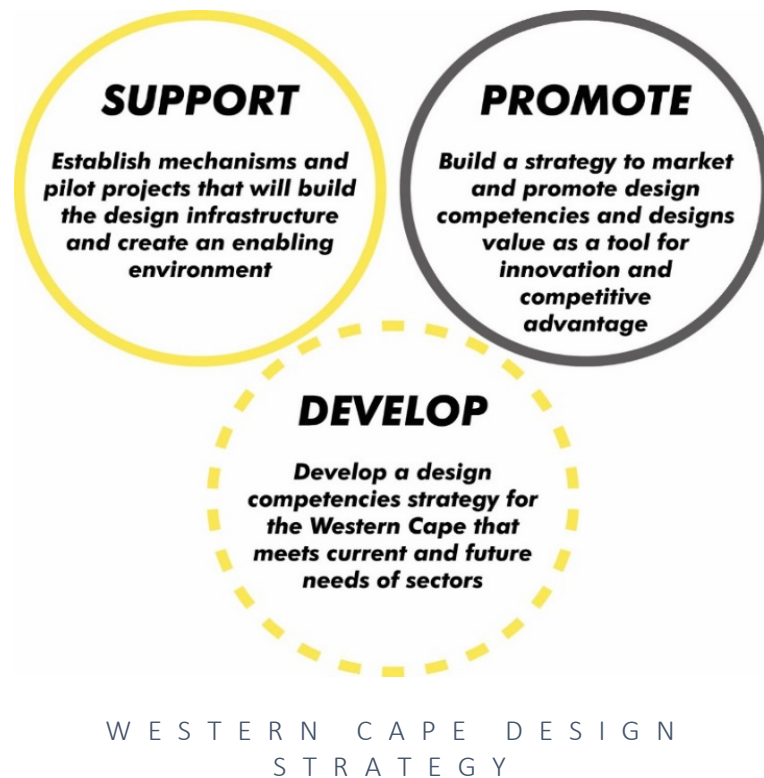 SUPPORT
Establish mechanisms and
pilot projects that will build
the design infrastructure
and create an enabling
environment
PROMOTE
Build a strategy to market
and promote design
competencies and designs
value as a tool for
innovation and
competitive
advantage
DEVELOP
Develop a design
competencies strategy for
the Western Cape that
meets current and future
needs of sectors
WESTERN CAPE DESIGN
STRATEGY